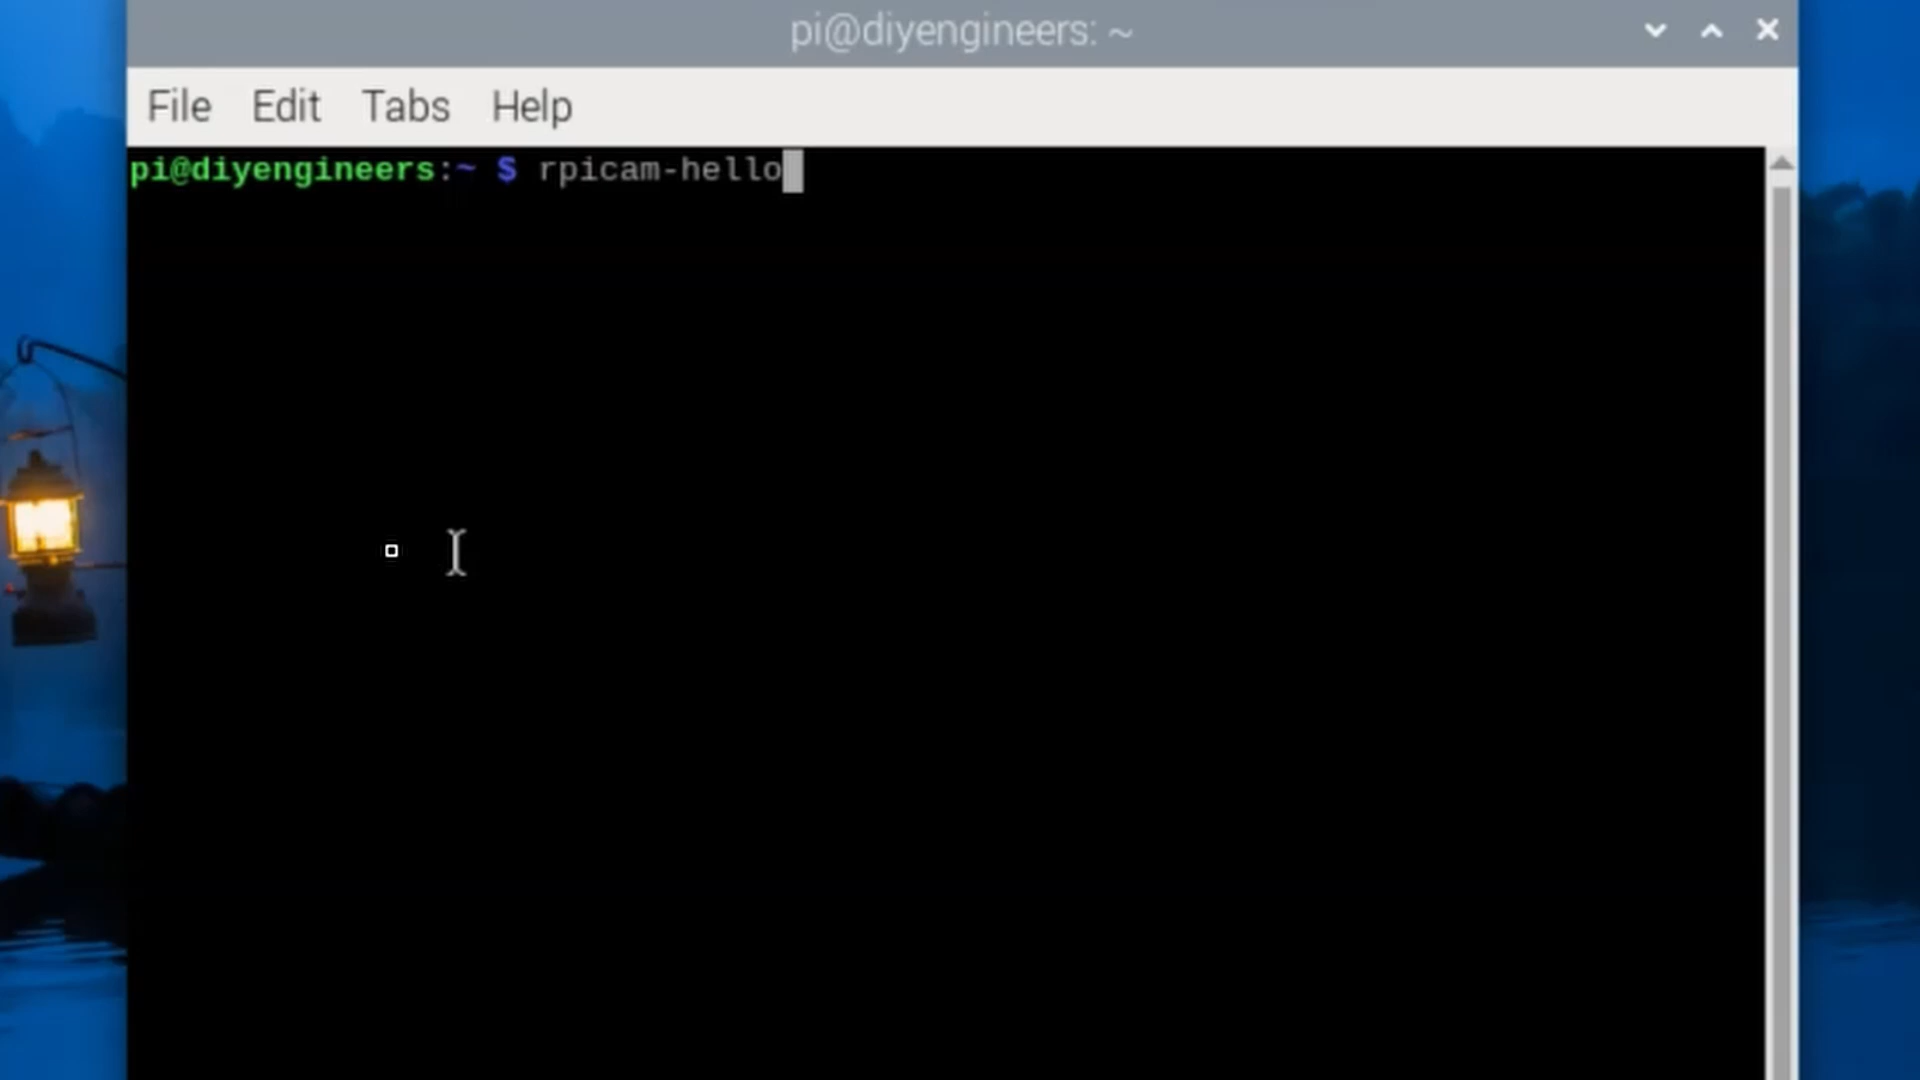 pi@diyengineers: ~
File Edit Tabs Help
pi@diyengineers:~ $ rpicam-hello